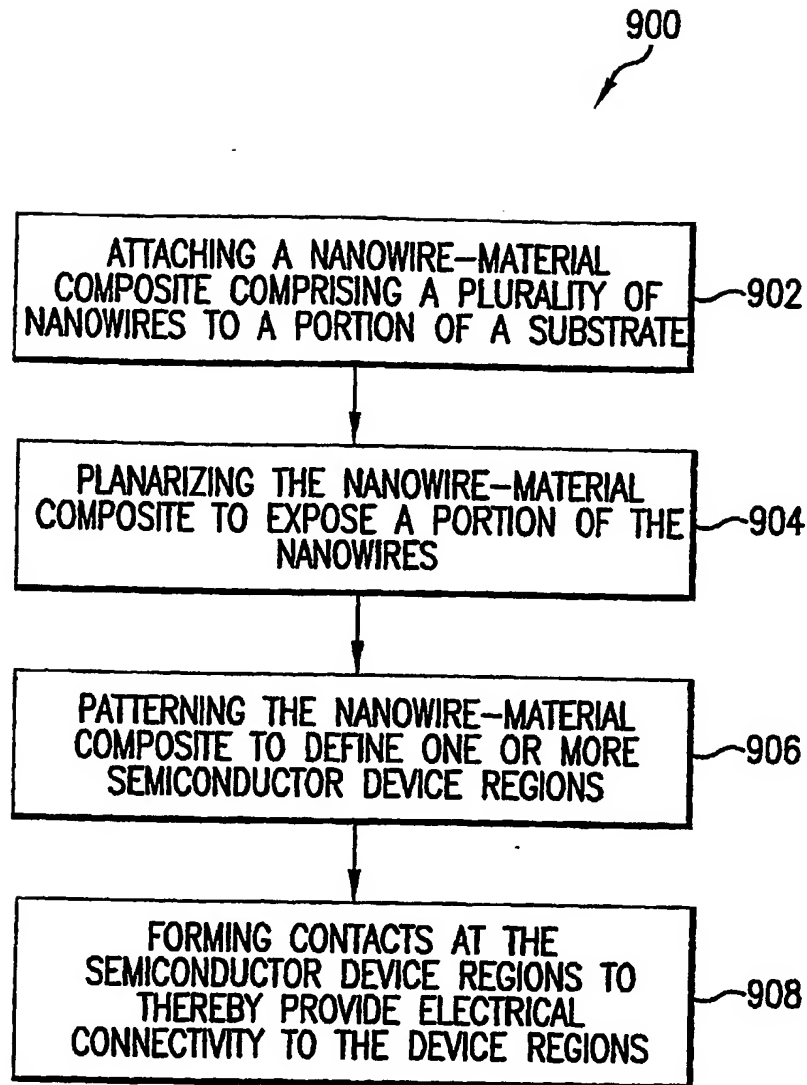 900
ATTACHING A NANOWIRE-MATERIAL
COMPOSITE COMPRISING A PLURALITY OF
NANOWIRES TO A PORTION OF A SUBSTRATE
902
PLANARIZING THE NANOWIRE-MATERIAL
COMPOSITE TO EXPOSE A PORTION OF THE
NANOWIRES
904
PATTERNING THE NANOWIRE-MATERIAL
COMPOSITE TO DEFINE ONE OR MORE
SEMICONDUCTOR DEVICE REGIONS
906
FORMING CONTACTS AT THE
SEMICONDUCTOR DEVICE REGIONS TO
THEREBY PROVIDE ELECTRICAL
CONNECTIVITY TO THE DEVICE REGIONS
908